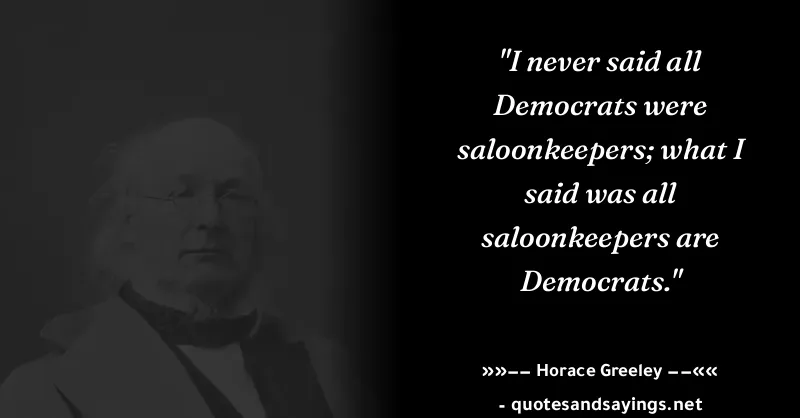 "I never said all
Democrats were
saloonkeepers; what I
said was all
saloonkeepers are
Democrats."
»»–– Horace Greeley ––««
- quotesandsayings.net